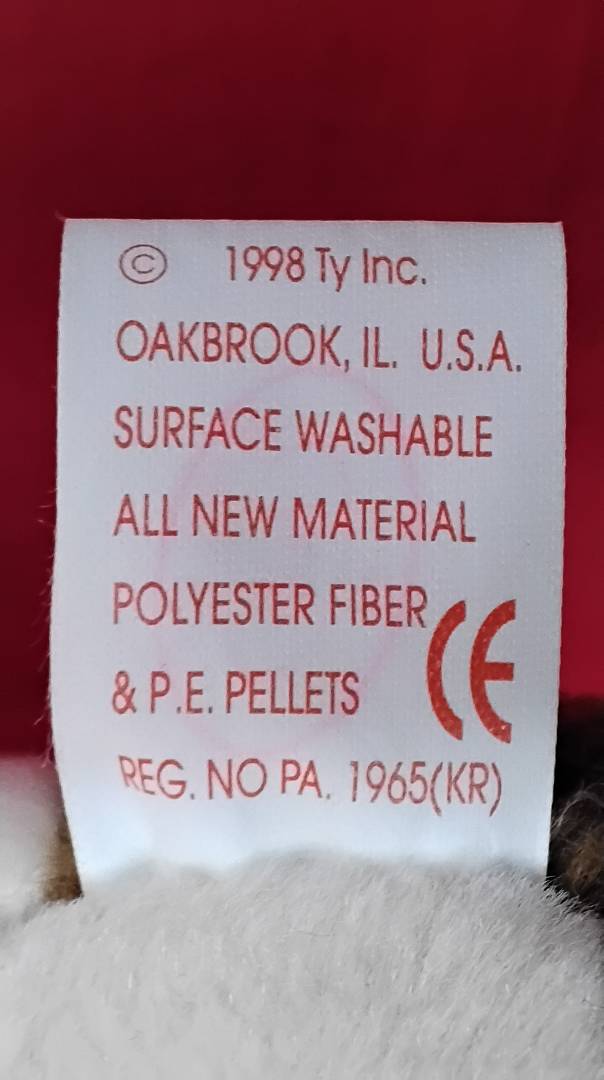 © 1998 Ty Inc.
OAKBROOK, IL. U.S.A.
SURFACE WASHABLE
ALL NEW MATERIAL
POLYESTER FIBER
& P.E. PELLETS
CE
REG. NO PA. 1965(KR)